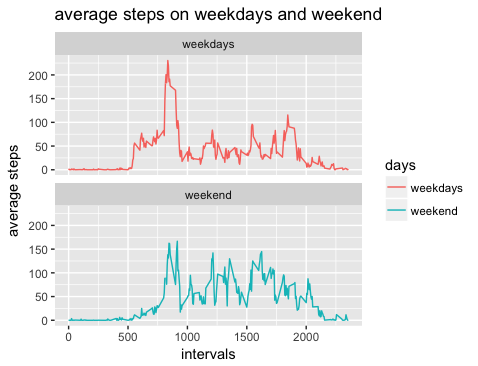 average steps on weekdays and weekend
weekdays
200
150
100
50
0
weekend
200
150
100
50
0
0 500 1000 1500 2000
intervals
average steps
days
weekdays
weekend